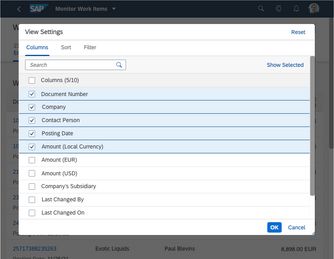 SAP Monitor Work Items
View Settings
Reset
Columns Sort Filter
Search
Show Selected
Columns (5/10)
Document Number
Company
Contact Person
Posting Date
Amount (Local Currency)
Amount (EUR)
Amount (USD)
Company's Subsidiary
Last Changed By
Last Changed On
OK Cancel
25717389235263 Exotic Liquids Paul Blevins 6,898.00 EUR